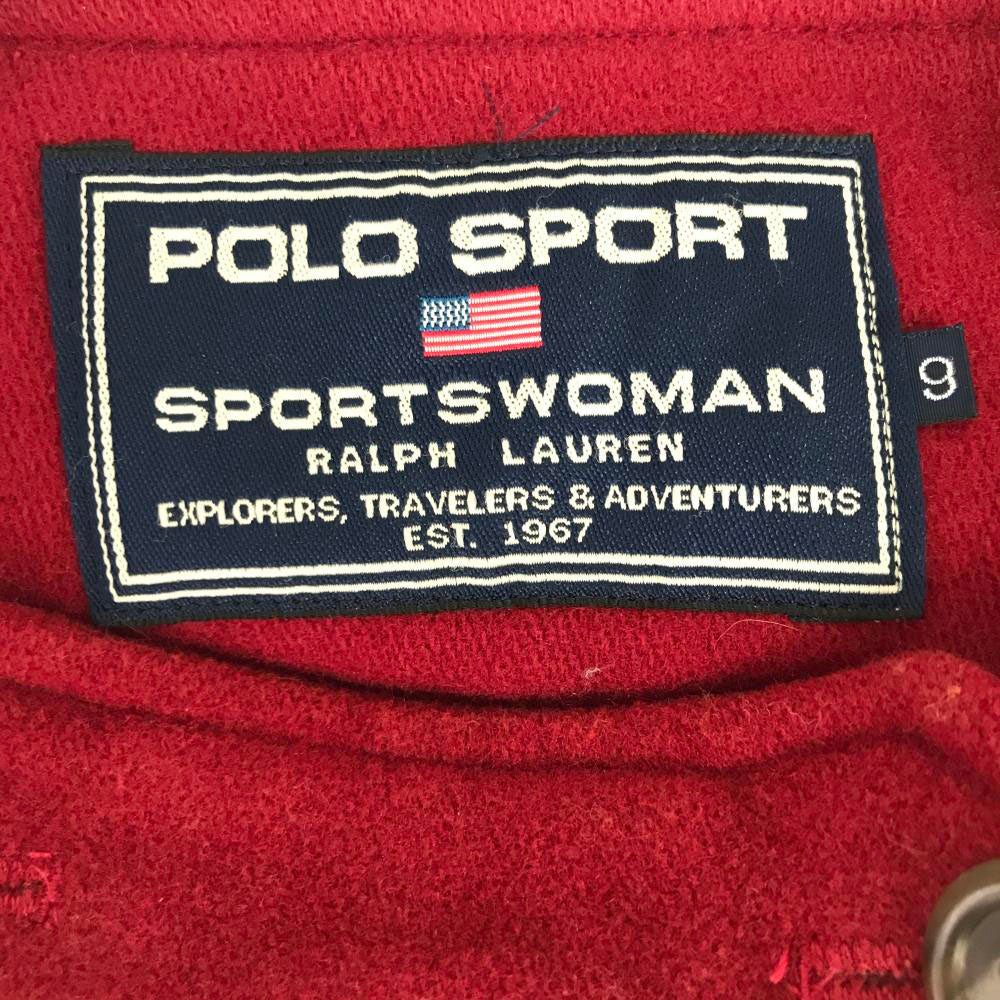 POLO SPORT
SPORTSWOMAN
RALPH LAUREN
EXPLORERS, TRAVELERS & ADVENTURERS
EST. 1967
9